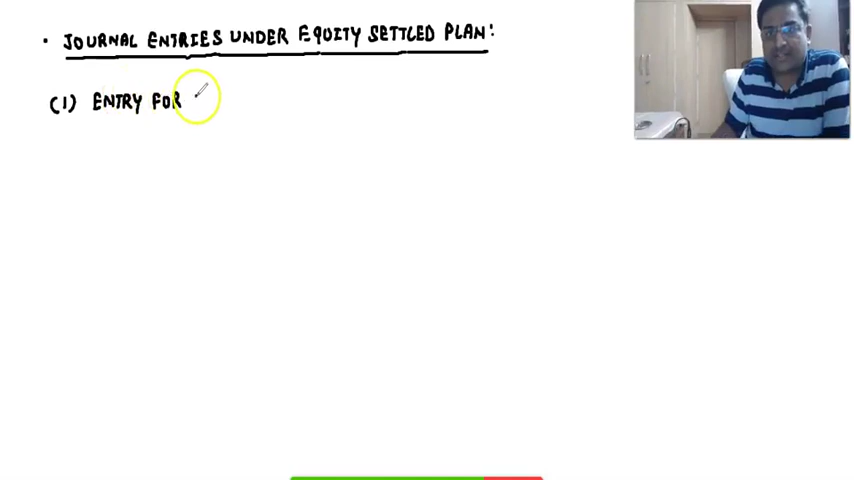 . JOURNAL ENTRIES UNDER EQUITY SETTLED PLAN:
(1) ENTRY FOR